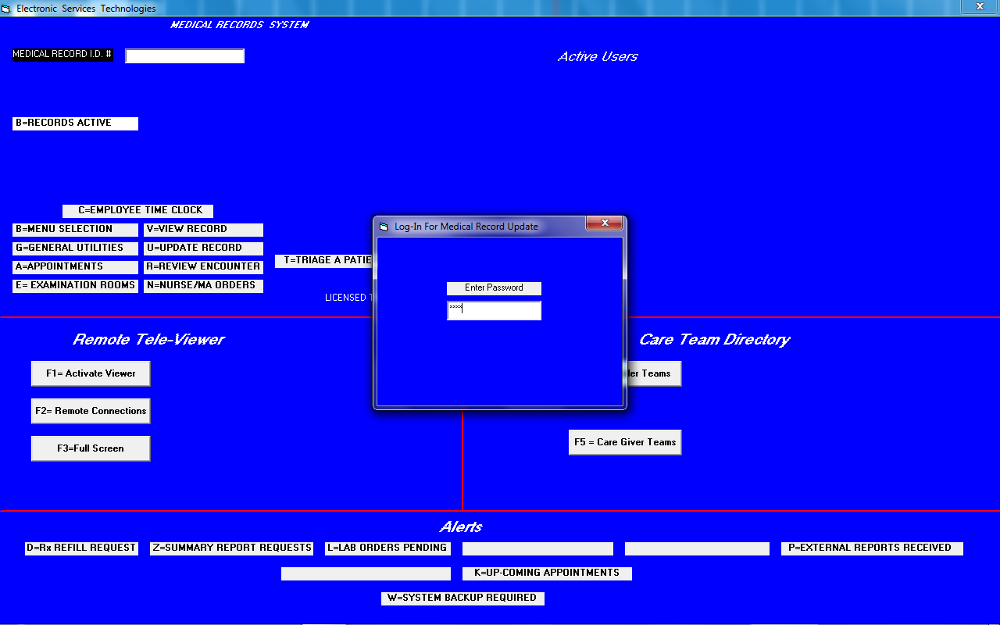 Electronic Services Technologies
MEDICAL RECORDS SYSTEM
MEDICAL RECORD I.D. #
Active Users
B=RECORDS ACTIVE
C=EMPLOYEE TIME CLOCK
B=MENU SELECTION V=VIEW RECORD
G=GENERAL UTILITIES U=UPDATE RECORD
A=APPOINTMENTS R=REVIEW ENCOUNTER
T=TRIAGE A PATIE
E= EXAMINATION ROOMS N=NURSE/MA ORDERS
LICENSED
Log-In For Medical Record Update
Enter Password
xxxx
Remote Tele-Viewer
F1= Activate Viewer
F2= Remote Connections
F3=Full Screen
Care Team Directory
er Teams
F5 = Care Giver Teams
Alerts
D=Rx REFILL REQUEST Z=SUMMARY REPORT REQUESTS L=LAB ORDERS PENDING P=EXTERNAL REPORTS RECEIVED
K=UP-COMING APPOINTMENTS
W=SYSTEM BACKUP REQUIRED